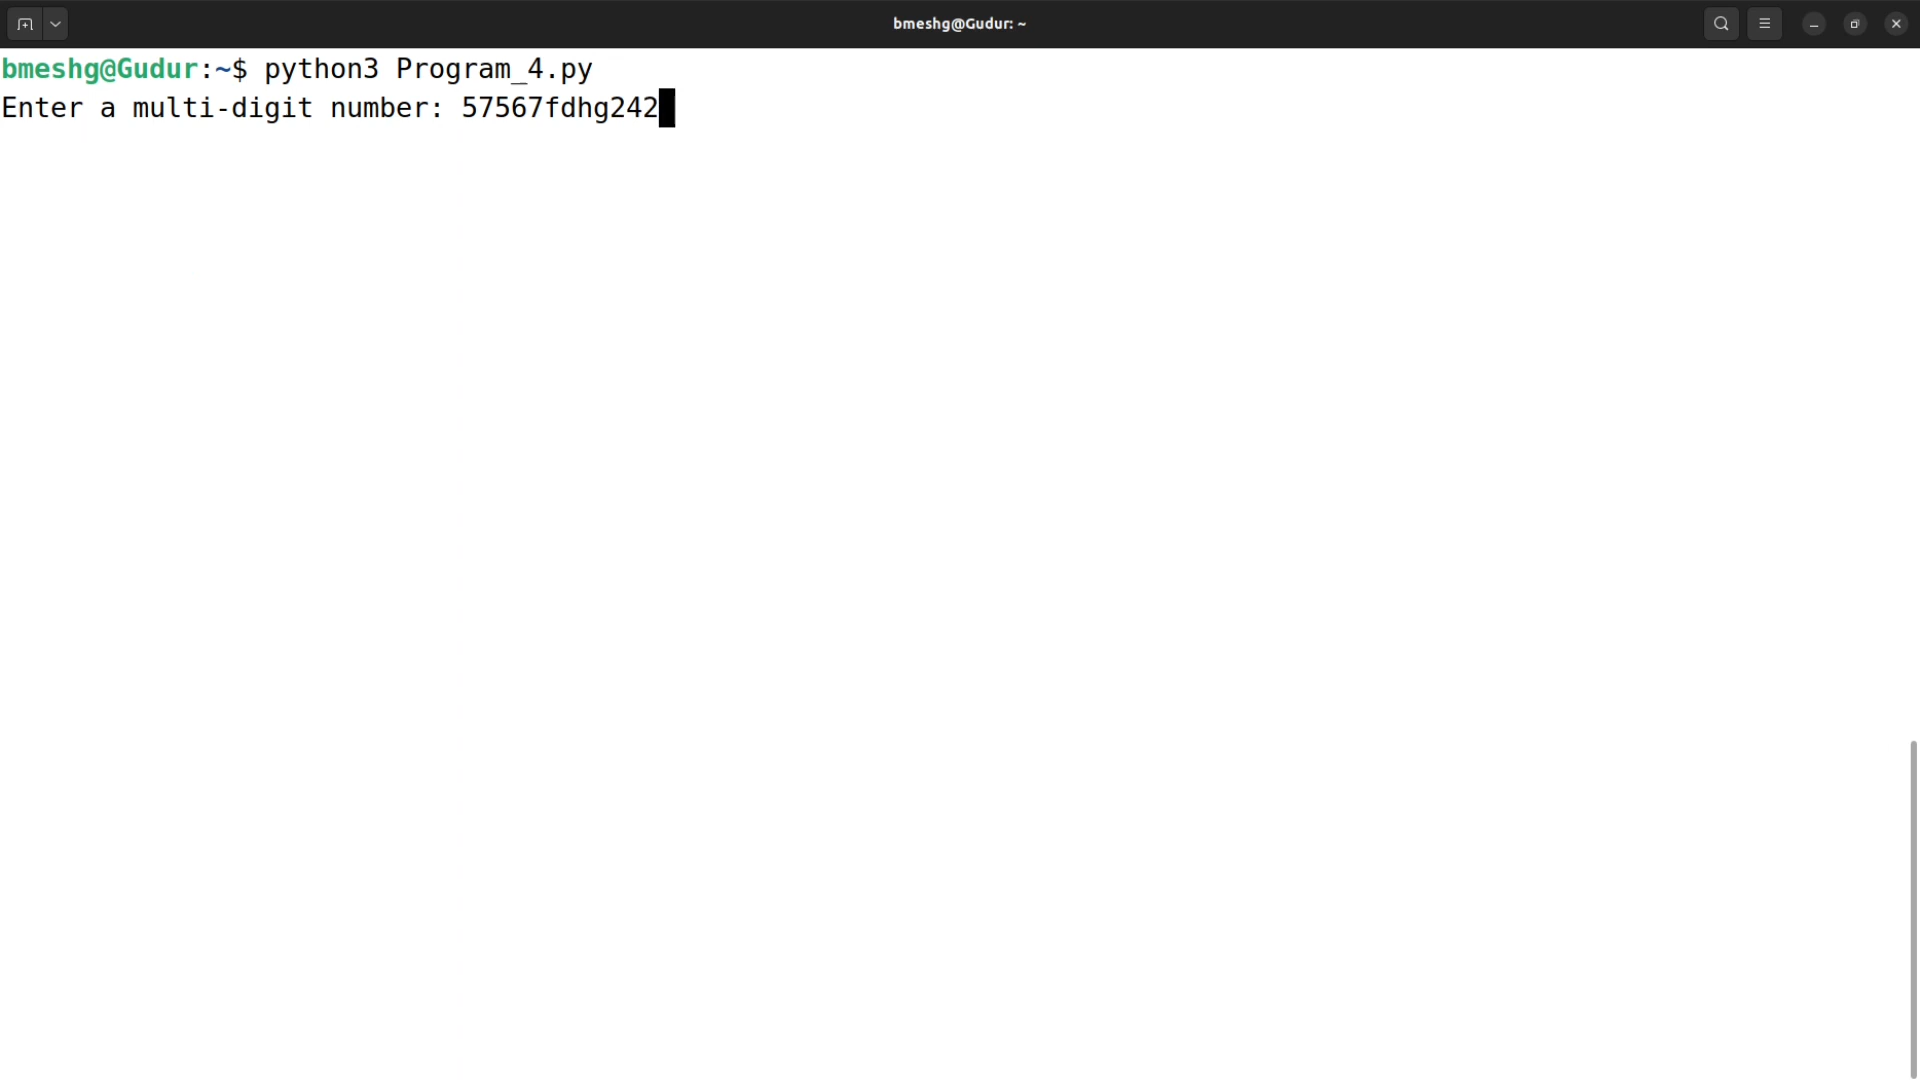 bmeshg@Gudur: ~
bmeshg@Gudur:~$ python3 Program_4.py
Enter a multi-digit number: 57567fdhg242